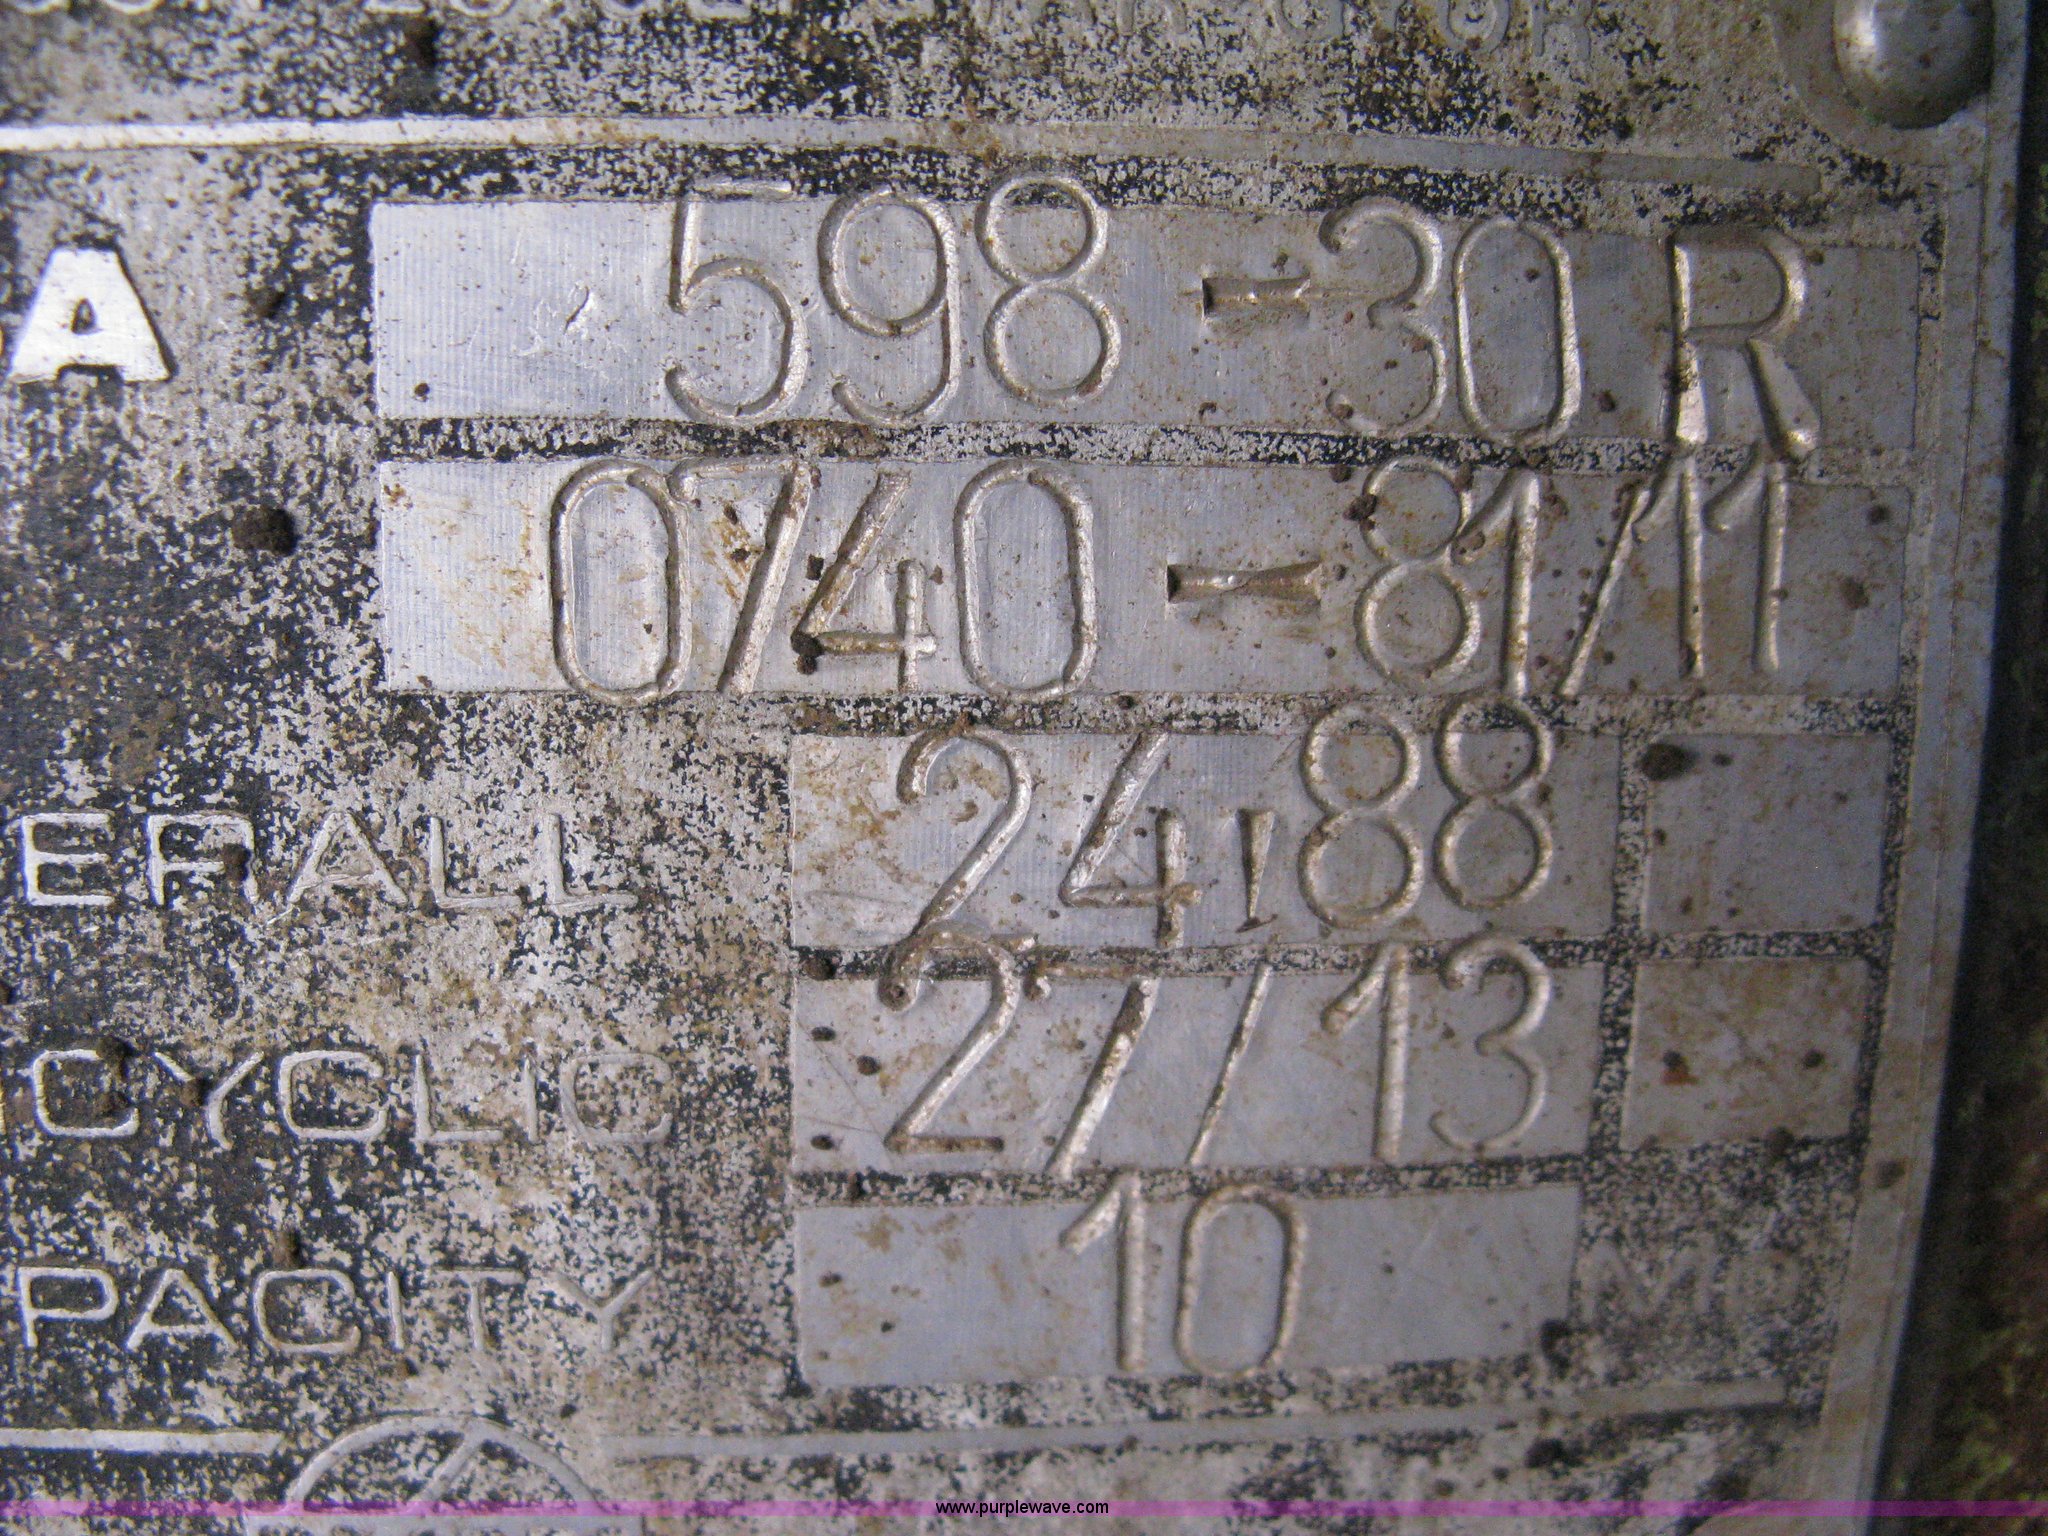 A 598-30 R
0740-81/11
ERALL 24,88
CYCLIC 27/13
PACITY 10
www.purplewave.com